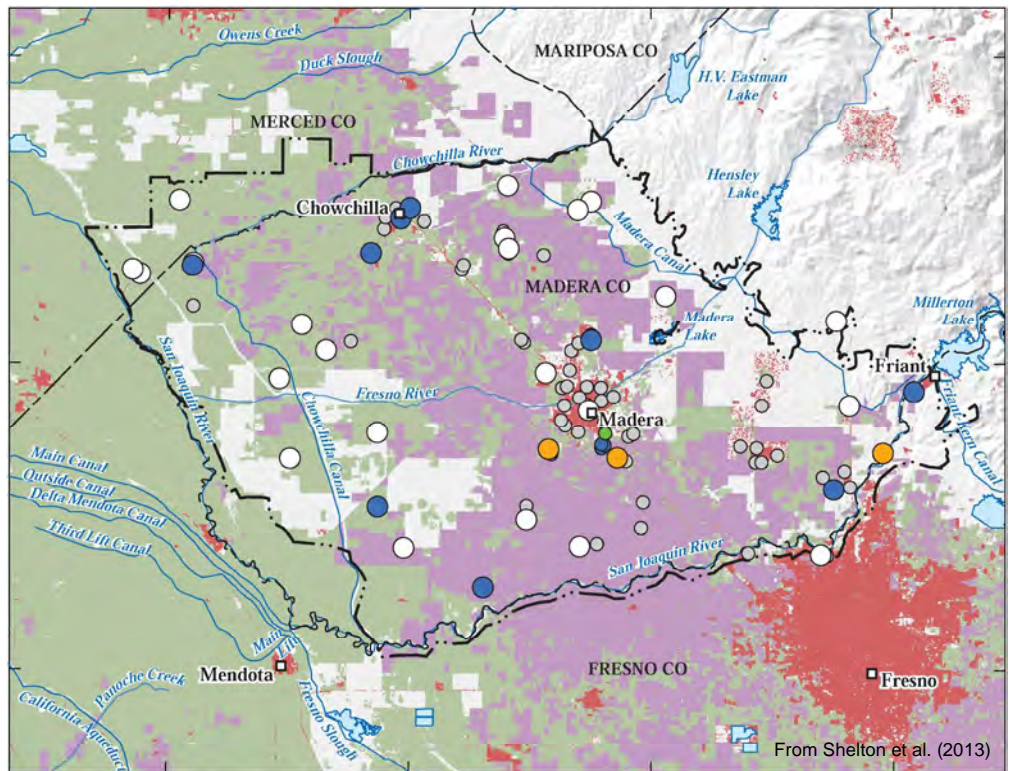 Owens Creek
Duck Slough
MARIPOSA CO
H.V. Eastman
Lake
MERCED CO
Chowchilla River
Hensley
Lake
Chowchilla
Madera Canal
MADERA CO
Madera
Lake
Millerton
Lake
San Joaquin River
Chowchilla Canal
Fresno River
Friant
Friant-Kern Canal
Madera
Main Canal
Outside Canal
Delta Mendota Canal
Third Lift Canal
San Joaquin River
Main
Lift
Mendota
Fresno Slough
FRESNO CO
Fresno
Panoche Creek
California Aqueduct
From Shelton et al. (2013)